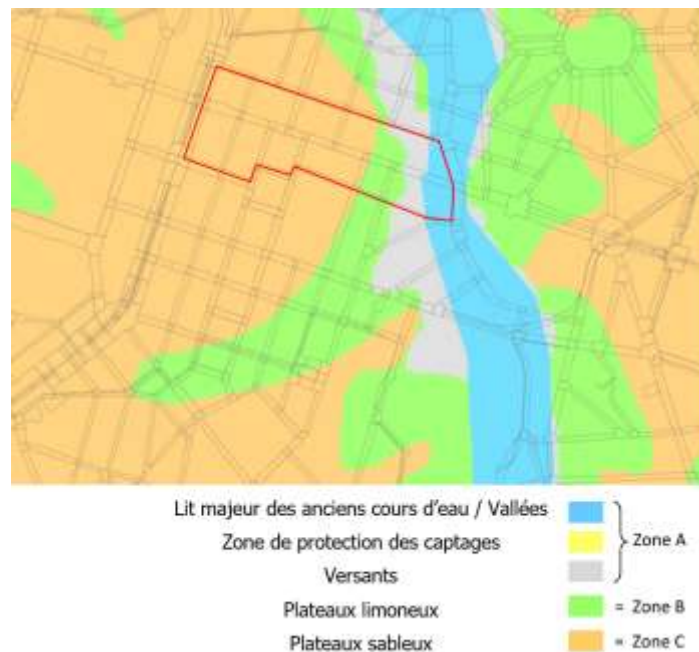 Lit majeur des anciens cours d'eau / Vallées
Zone de protection des captages
Zone A
Versants
Plateaux limoneux
= Zone B
Plateaux sableux
= Zone C